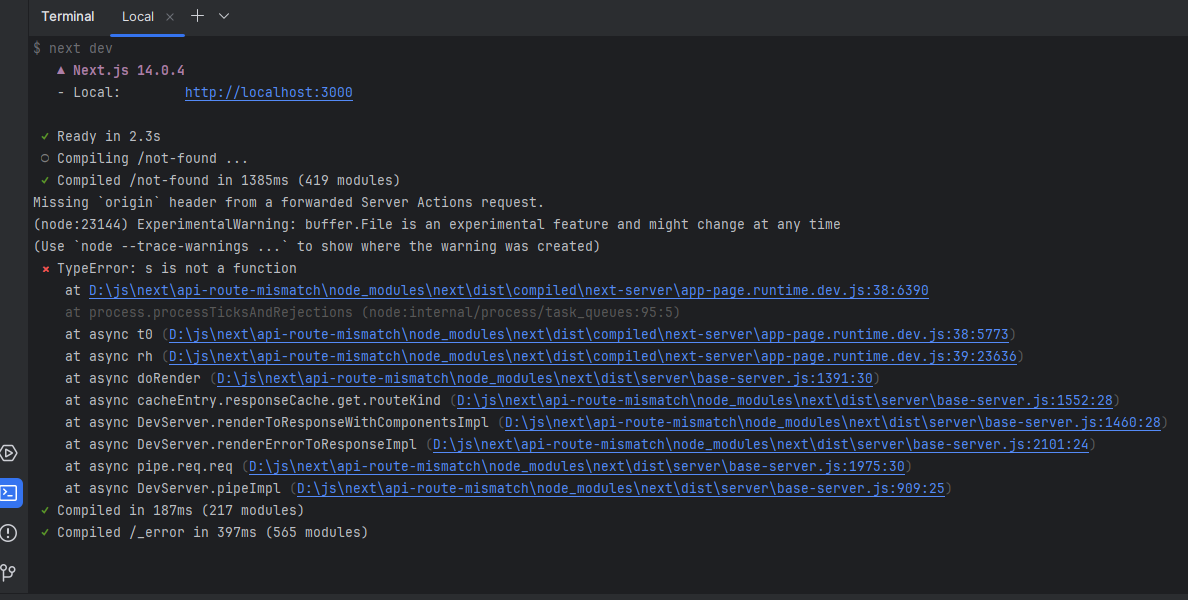 Terminal Local
$ next dev
▲ Next.js 14.0.4
- Local: http://localhost:3000
✓ Ready in 2.3s
○ Compiling /not-found ...
✓ Compiled /not-found in 1385ms (419 modules)
Missing `origin` header from a forwarded Server Actions request.
(node:23144) ExperimentalWarning: buffer.File is an experimental feature and might change at any time
(Use `node --trace-warnings ...` to show where the warning was created)
⨯ TypeError: s is not a function
at D:\js\next\api-route-mismatch\node_modules\next\dist\compiled\next-server\app-page.runtime.dev.js:38:6390
at process.processTicksAndRejections (node:internal/process/task_queues:95:5)
at async t0 (D:\js\next\api-route-mismatch\node_modules\next\dist\compiled\next-server\app-page.runtime.dev.js:38:5773)
at async rh (D:\js\next\api-route-mismatch\node_modules\next\dist\compiled\next-server\app-page.runtime.dev.js:39:23636)
at async doRender (D:\js\next\api-route-mismatch\node_modules\next\dist\server\base-server.js:1391:30)
at async cacheEntry.responseCache.get.routeKind (D:\js\next\api-route-mismatch\node_modules\next\dist\server\base-server.js:1552:28)
at async DevServer.renderToResponseWithComponentsImpl (D:\js\next\api-route-mismatch\node_modules\next\dist\server\base-server.js:1460:28)
at async DevServer.renderErrorToResponseImpl (D:\js\next\api-route-mismatch\node_modules\next\dist\server\base-server.js:2101:24)
at async pipe.req.req (D:\js\next\api-route-mismatch\node_modules\next\dist\server\base-server.js:1975:30)
at async DevServer.pipeImpl (D:\js\next\api-route-mismatch\node_modules\next\dist\server\base-server.js:909:25)
✓ Compiled in 187ms (217 modules)
✓ Compiled /_error in 397ms (565 modules)